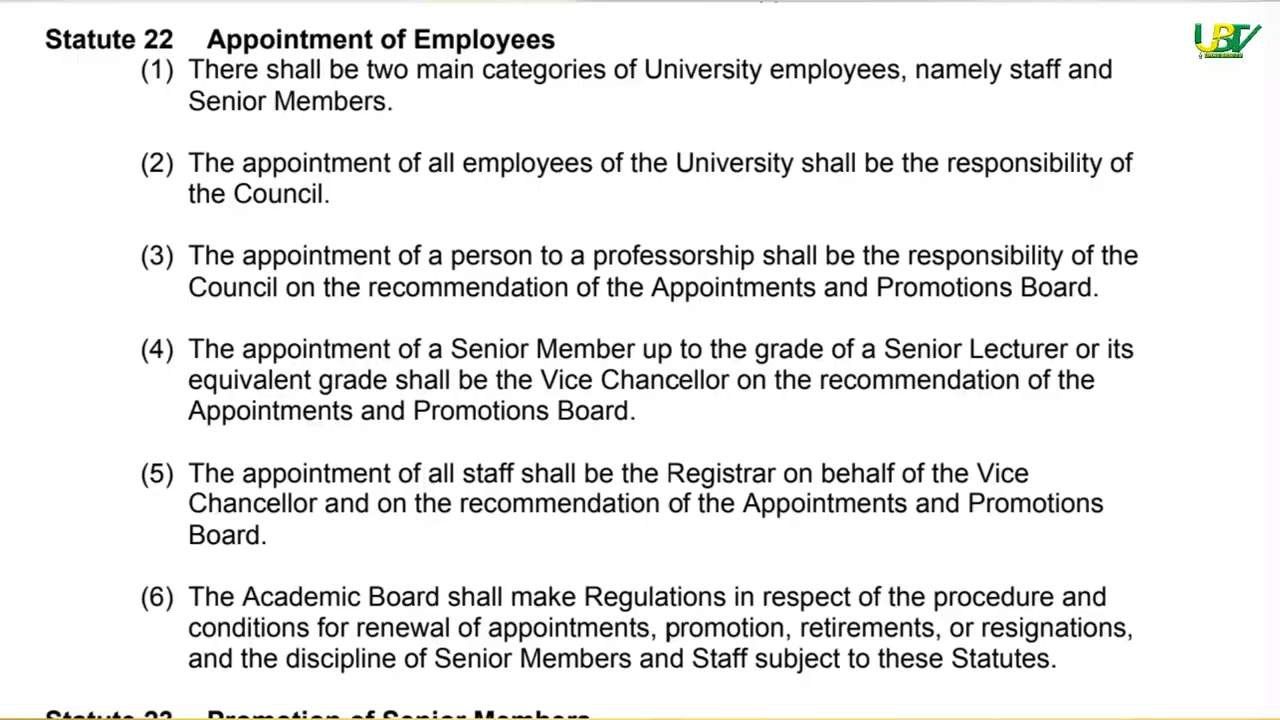 Statute 22 Appointment of Employees
(1) There shall be two main categories of University employees, namely staff and
Senior Members.
(2) The appointment of all employees of the University shall be the responsibility of
the Council.
(3) The appointment of a person to a professorship shall be the responsibility of the
Council on the recommendation of the Appointments and Promotions Board.
(4) The appointment of a Senior Member up to the grade of a Senior Lecturer or its
equivalent grade shall be the Vice Chancellor on the recommendation of the
Appointments and Promotions Board.
(5) The appointment of all staff shall be the Registrar on behalf of the Vice
Chancellor and on the recommendation of the Appointments and Promotions
Board.
(6) The Academic Board shall make Regulations in respect of the procedure and
conditions for renewal of appointments, promotion, retirements, or resignations,
and the discipline of Senior Members and Staff subject to these Statutes.
Statute 23 Promotion of Senior Members
UBTV